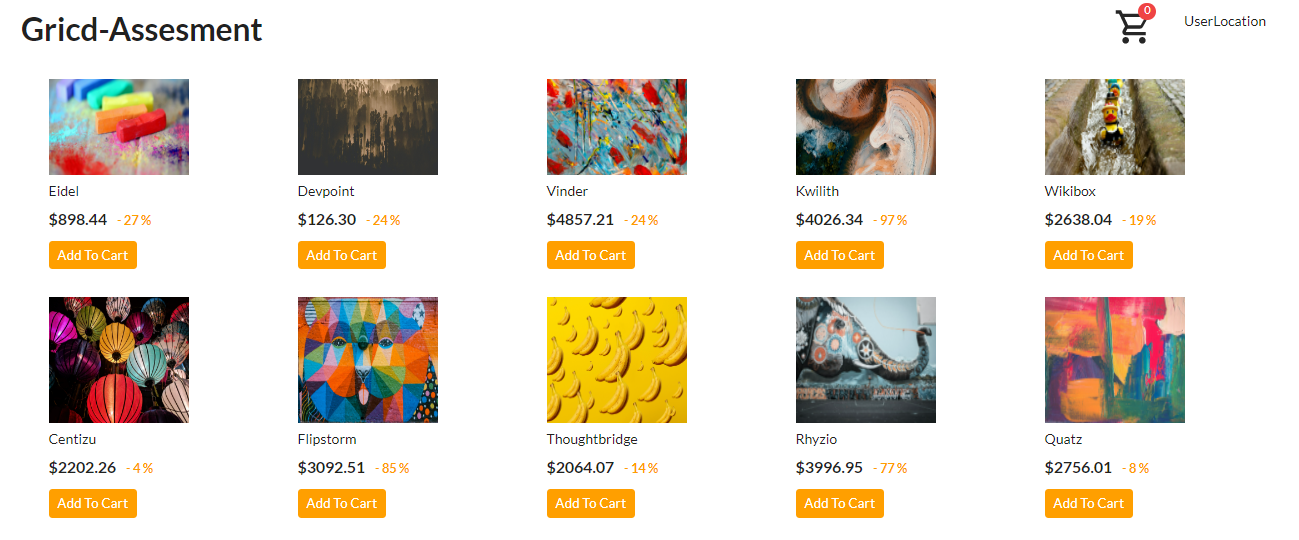 Gricd-Assesment
0
UserLocation
Eidel
$898.44 -27%
Add To Cart
Devpoint
$126.30 -24%
Add To Cart
Vinder
$4857.21 -24%
Add To Cart
Kwilith
$4026.34 -97%
Add To Cart
Wikibox
$2638.04 -19%
Add To Cart
Centizu
$2202.26 -4%
Add To Cart
Flipstorm
$3092.51 -85%
Add To Cart
Thoughtbridge
$2064.07 -14%
Add To Cart
Rhyzio
$3996.95 -77%
Add To Cart
Quatz
$2756.01 -8%
Add To Cart